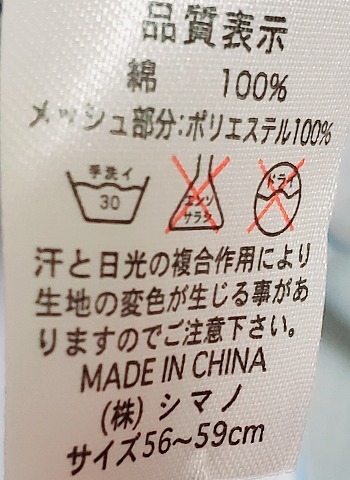 品質表示
綿 100%
メッシュ部分:ポリエステル100%
手洗イ
30
エンソ
サラシ
ドライ
汗と日光の複合作用により
生地の変色が生じる事があ
りますのでご注意下さい。
MADE IN CHINA
(株) シマノ
サイズ56~59cm